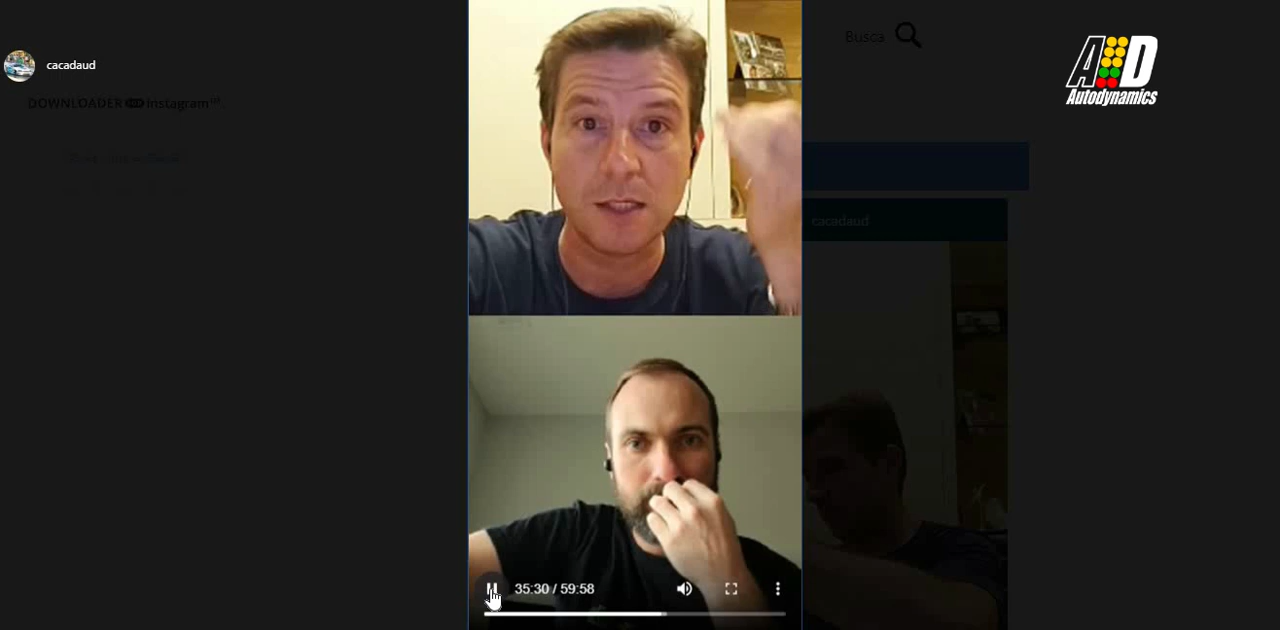 cacadaud
DOWNLOADER
Instagram
Busca
AD
Autodynamics
cacadaud
35:30 / 59:58